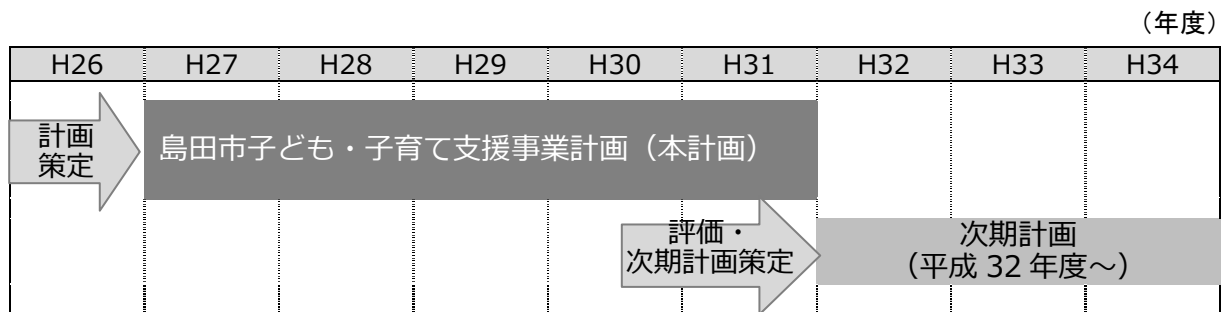 （年度）
H26 H27 H28 H29 H30 H31 H32 H33 H34
計画
策定
島田市子ども・子育て支援事業計画（本計画）
評価・
次期計画策定
次期計画
（平成 32 年度～）